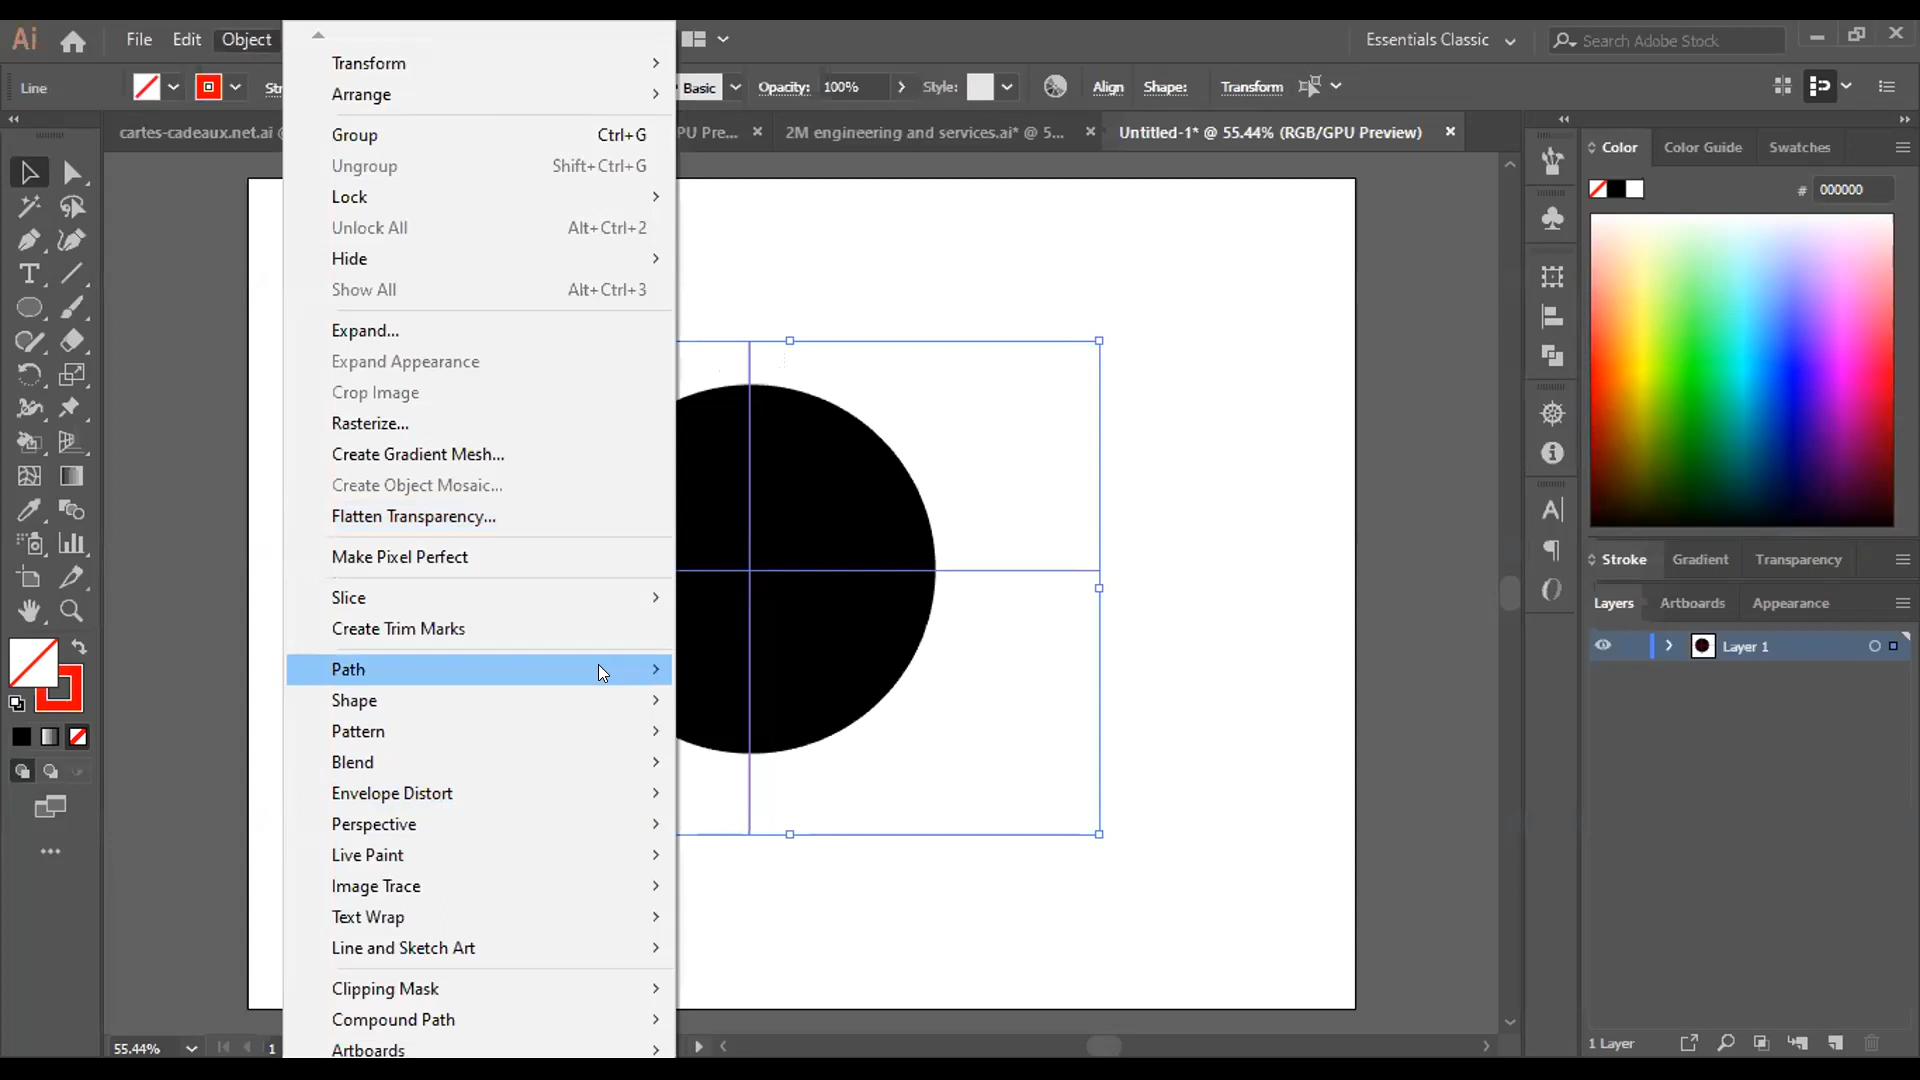 Ai
File
Edit
Object
Essentials Classic
Search Adobe Stock
Line
Basic
Opacity: 100%
Style:
Align
Shape:
Transform
cartes-cadeaux.net.ai
PU Pre...
2M engineering and services.ai* @ 5...
Untitled-1* @ 55.44% (RGB/GPU Preview)
Transform
Arrange
Group Ctrl+G
Ungroup Shift+Ctrl+G
Lock
Unlock All Alt+Ctrl+2
Hide
Show All Alt+Ctrl+3
Expand...
Expand Appearance
Crop Image
Rasterize...
Create Gradient Mesh...
Create Object Mosaic...
Flatten Transparency...
Make Pixel Perfect
Slice
Create Trim Marks
Path
Shape
Pattern
Blend
Envelope Distort
Perspective
Live Paint
Image Trace
Text Wrap
Line and Sketch Art
Clipping Mask
Compound Path
Artboards
Color
Color Guide
Swatches
# 000000
Stroke
Gradient
Transparency
Layers
Artboards
Appearance
Layer 1
55.44%
1
1 Layer